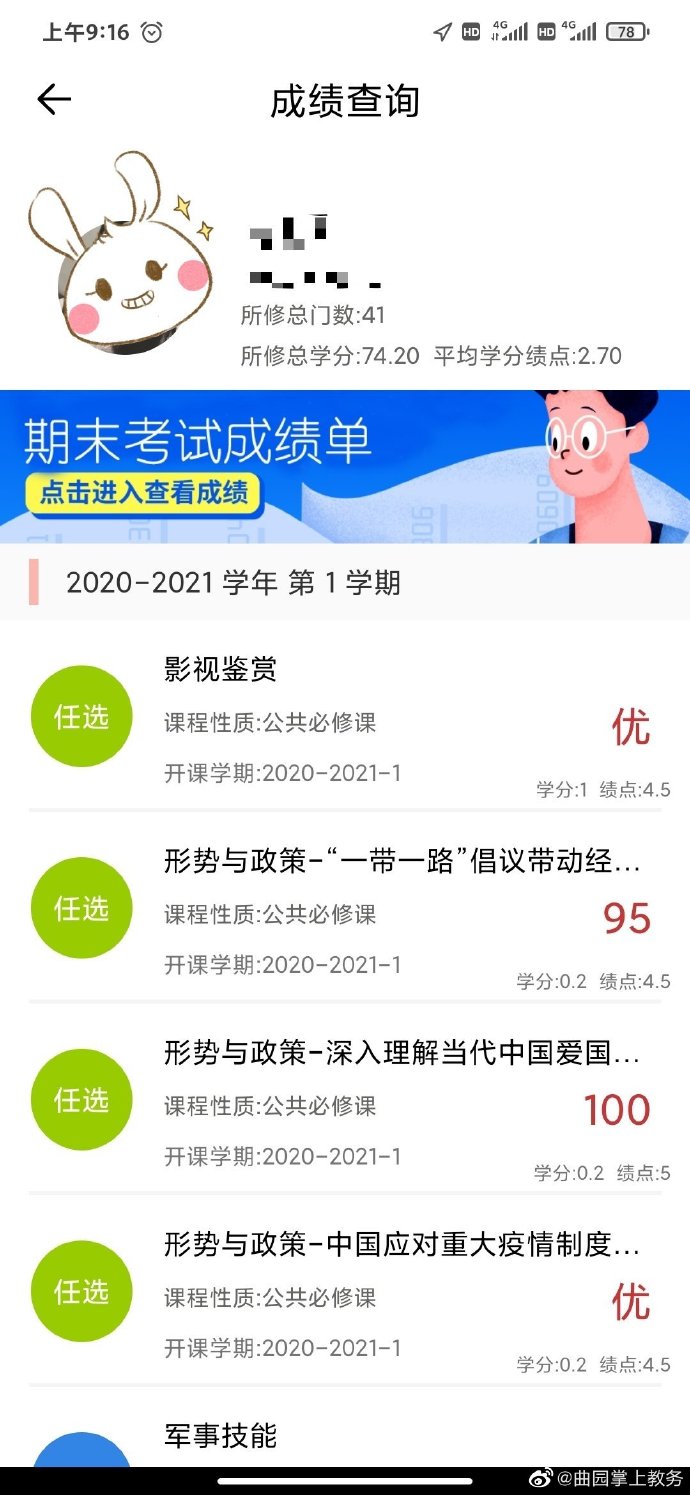 上午9:16
HD 4G HD 4G 78
成绩查询
所修总门数:41
所修总学分:74.20 平均学分绩点:2.70
期末考试成绩单
点击进入查看成绩
2020-2021 学年 第 1 学期
影视鉴赏
任选
课程性质:公共必修课
优
开课学期:2020-2021-1
学分:1 绩点:4.5
形势与政策-“一带一路”倡议带动经...
任选
课程性质:公共必修课
95
开课学期:2020-2021-1
学分:0.2 绩点:4.5
形势与政策-深入理解当代中国爱国...
任选
课程性质:公共必修课
100
开课学期:2020-2021-1
学分:0.2 绩点:5
形势与政策-中国应对重大疫情制度...
任选
课程性质:公共必修课
优
开课学期:2020-2021-1
学分:0.2 绩点:4.5
军事技能
@曲园掌上教务